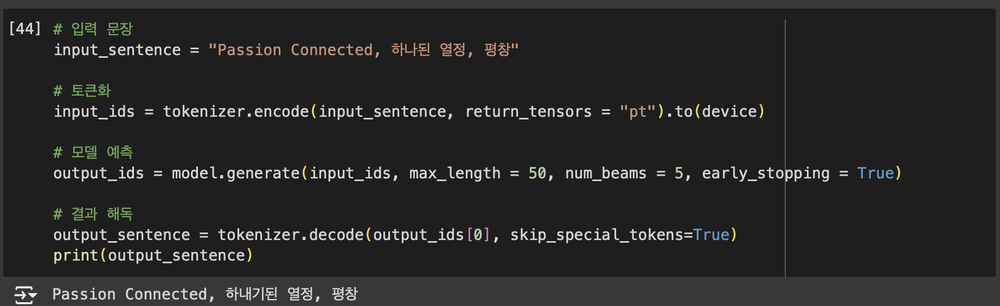 [44] # 입력 문장
input_sentence = "Passion Connected, 하나된 열정, 평창"
# 토큰화
input_ids = tokenizer.encode(input_sentence, return_tensors = "pt").to(device)
# 모델 예측
output_ids = model.generate(input_ids, max_length = 50, num_beams = 5, early_stopping = True)
# 결과 해독
output_sentence = tokenizer.decode(output_ids[0], skip_special_tokens=True)
print(output_sentence)
Passion Connected, 하내기된 열정, 평창